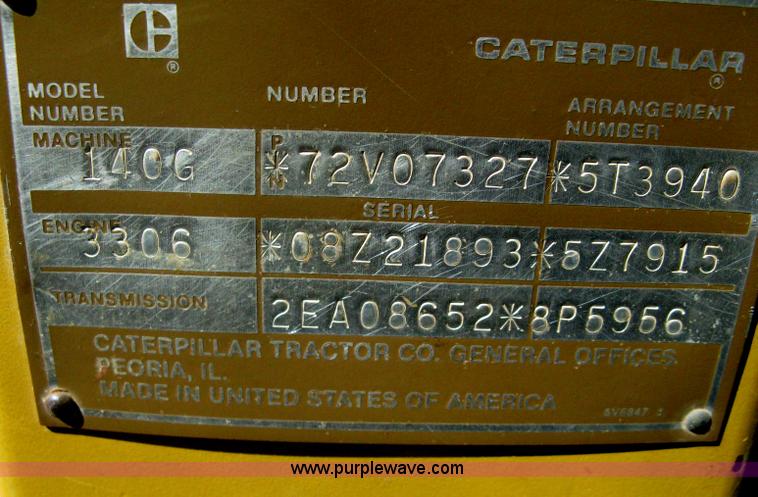 CATERPILLAR
®
®
MODEL NUMBER
NUMBER
ARRANGEMENT NUMBER
MACHINE 140G
PIN *72V07327*5T3940
SERIAL
ENGINE 3306 *08Z21893*5Z7915
TRANSMISSION 2EA08652*8P5956
CATERPILLAR TRACTOR CO. GENERAL OFFICES
PEORIA, IL.
MADE IN UNITED STATES OF AMERICA
www.purplewave.com